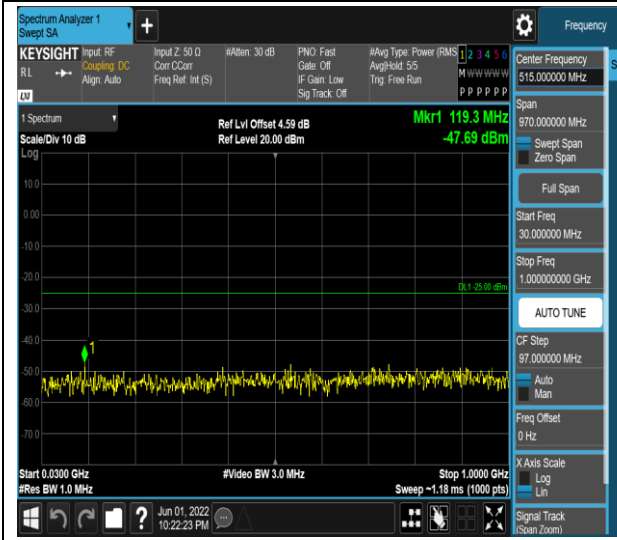 Spectrum Analyzer 1
Swept SA
Frequency
KEYSIGHT
RL
LXI
Input: RF
Coupling: DC
Align: Auto
Input Z: 50 Ω
Corr CCorr
Freq Ref: Int (S)
#Atten: 30 dB
PNO: Fast
Gate: Off
IF Gain: Low
Sig Track: Off
#Avg Type: Power (RMS
Avg|Hold: 5/5
Trig: Free Run
1 2 3 4 5 6
M W W W W W
P P P P P P
1 Spectrum
Scale/Div 10 dB
Log
Ref Lvl Offset 4.59 dB
Ref Level 20.00 dBm
Mkr1 119.3 MHz
-47.69 dBm
10.0
0.00
-10.0
-20.0
-30.0
-40.0
-50.0
-60.0
-70.0
DL1 -25.00 dBm
1
Start 0.0300 GHz
#Res BW 1.0 MHz
#Video BW 3.0 MHz
Stop 1.0000 GHz
Sweep ~1.18 ms (1000 pts)
Jun 01, 2022
10:22:23 PM
Center Frequency
515.000000 MHz
S
Span
970.000000 MHz
Swept Span
Zero Span
Full Span
Start Freq
30.000000 MHz
Stop Freq
1.000000000 GHz
AUTO TUNE
CF Step
97.000000 MHz
Auto
Man
Freq Offset
0 Hz
X Axis Scale
Log
Lin
Signal Track
(Span Zoom)